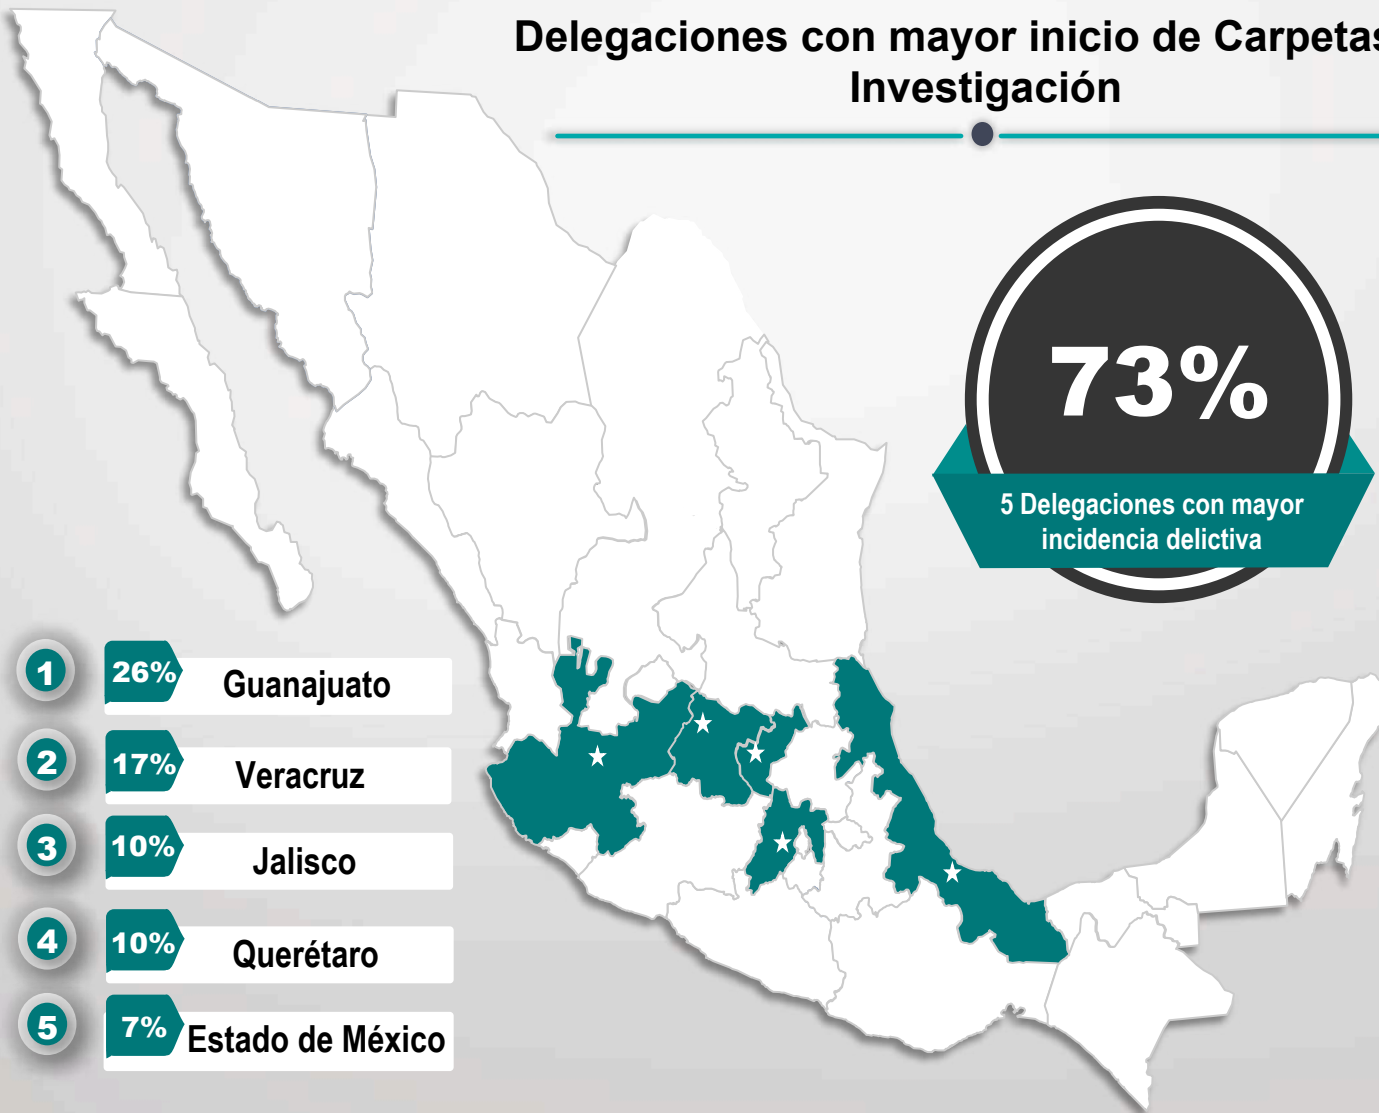 Delegaciones con mayor inicio de Carpetas
Investigación
73%
5 Delegaciones con mayor
incidencia delictiva
1 26% Guanajuato
2 17% Veracruz
3 10% Jalisco
4 10% Querétaro
5 7% Estado de México